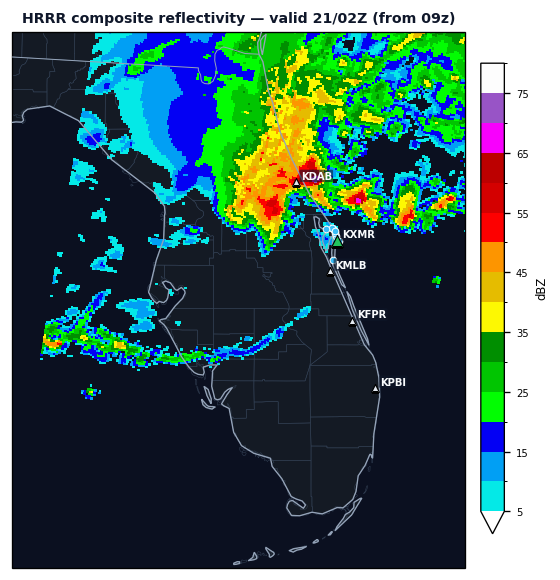 HRRR composite reflectivity — valid 21/02Z (from 09z)
KDAB
KXMR
KMLB
KFPR
KPBI
75
65
55
45
35
25
15
5
dBZ